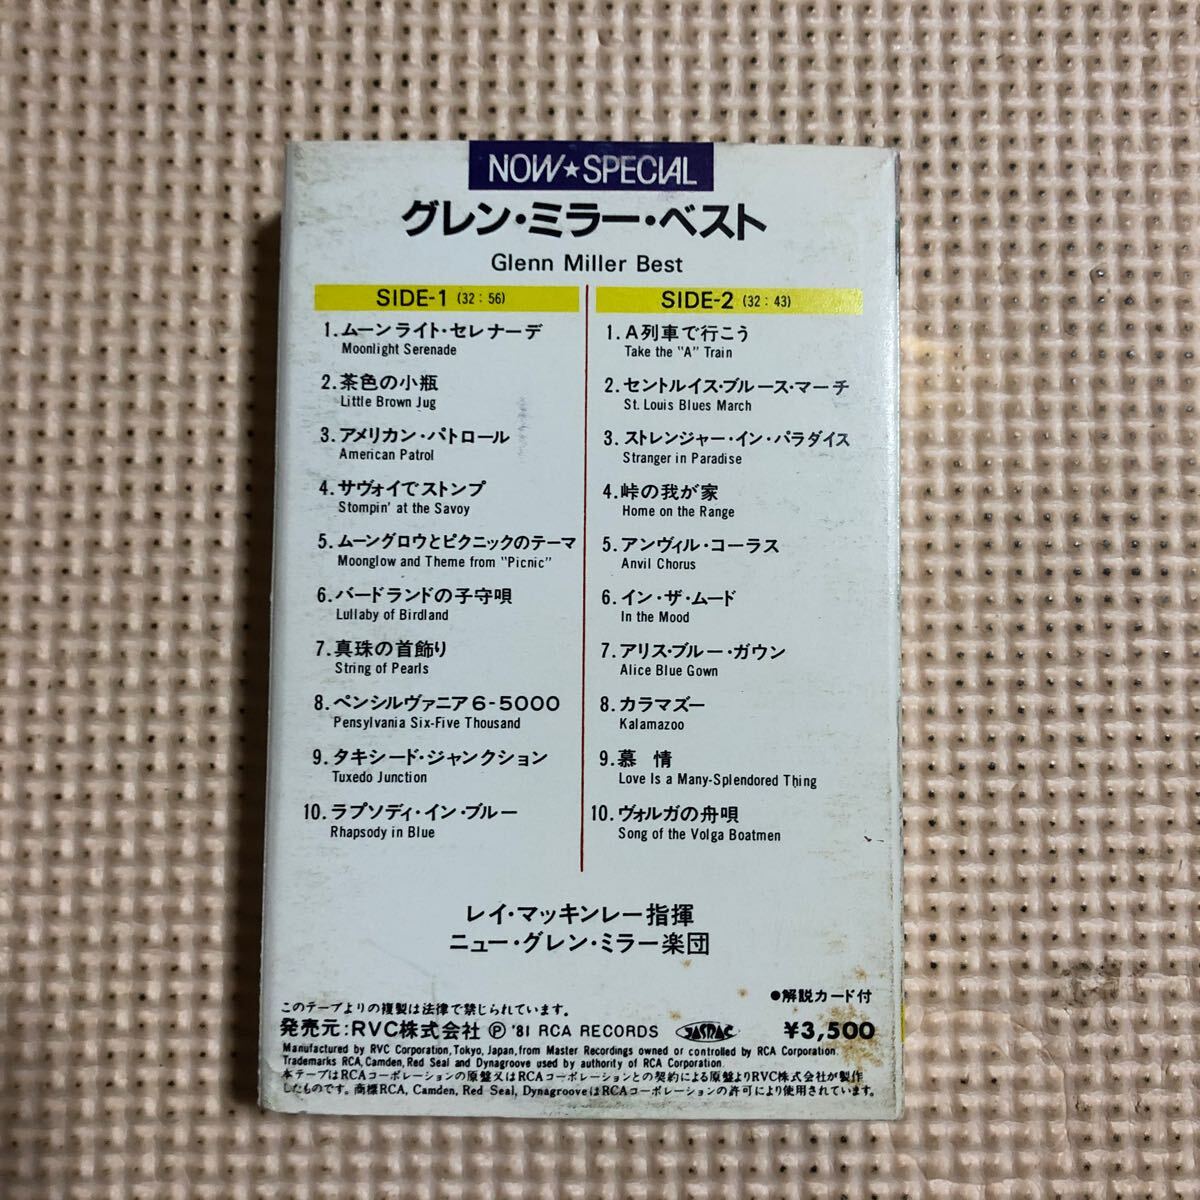 NOW★SPECIAL
グレン・ミラー・ベスト
Glenn Miller Best
SIDE-1 (32:56)
1.ムーンライト・セレナーデ
Moonlight Serenade
2.茶色の小瓶
Little Brown Jug
3.アメリカン・パトロール
American Patrol
4.サヴォイでストンプ
Stompin' at the Savoy
5.ムーングロウとピクニックのテーマ
Moonglow and Theme from "Picnic"
6.バードランドの子守唄
Lullaby of Birdland
7.真珠の首飾り
String of Pearls
8.ペンシルヴァニア6-5000
Pensylvania Six-Five Thousand
9.タキシード・ジャンクション
Tuxedo Junction
10.ラプソディ・イン・ブルー
Rhapsody in Blue
SIDE-2 (32:43)
1.A列車で行こう
Take the "A" Train
2.セントルイス・ブルース・マーチ
St. Louis Blues March
3.ストレンジャー・イン・パラダイス
Stranger in Paradise
4.峠の我が家
Home on the Range
5.アンヴィル・コーラス
Anvil Chorus
6.イン・ザ・ムード
In the Mood
7.アリス・ブルー・ガウン
Alice Blue Gown
8.カラマズー
Kalamazoo
9.慕情
Love Is a Many-Splendored Thing
10.ヴォルガの舟唄
Song of the Volga Boatmen
レイ・マッキンレー指揮
ニュー・グレン・ミラー楽団
●解説カード付
このテープよりの複製は法律で禁じられています。
発売元:RVC株式会社 Ⓟ '81 RCA RECORDS JASRAC ¥3,500
Manufactured by RVC Corporation, Tokyo, Japan, from Master Recordings owned or controlled by RCA Corporation.
Trademarks RCA, Camden, Red Seal and Dynagroove used by authority of RCA Corporation.
本テープはRCAコーポレーションの原盤又はRCAコーポレーションとの契約による原盤よりRVC株式会社が製作
したものです。商標RCA, Camden, Red Seal, DynagrooveはRCAコーポレーションの許可により使用されています。